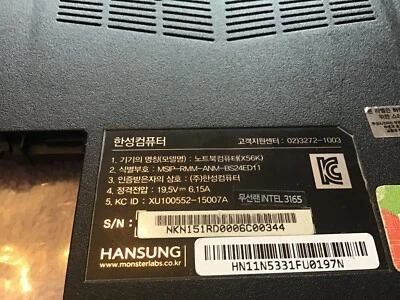 한성컴퓨터
고객지원센터 : 02)3272-1003
1. 기기의 명칭(모델명) : 노트북컴퓨터(X56K)
2. 식별부호 : MSIP-RMM-ANM-BS24ED11
3. 인증받은자의 상호 : (주)한성컴퓨터
4. 정격전압 : 19.5V⎓6.15A
5. KC ID : XU100552-15007A
무선랜 INTEL 3165
S/N :
NKN151RD0006C00344
HANSUNG
www.monsterlabs.co.kr
HN11N5331FU0197N